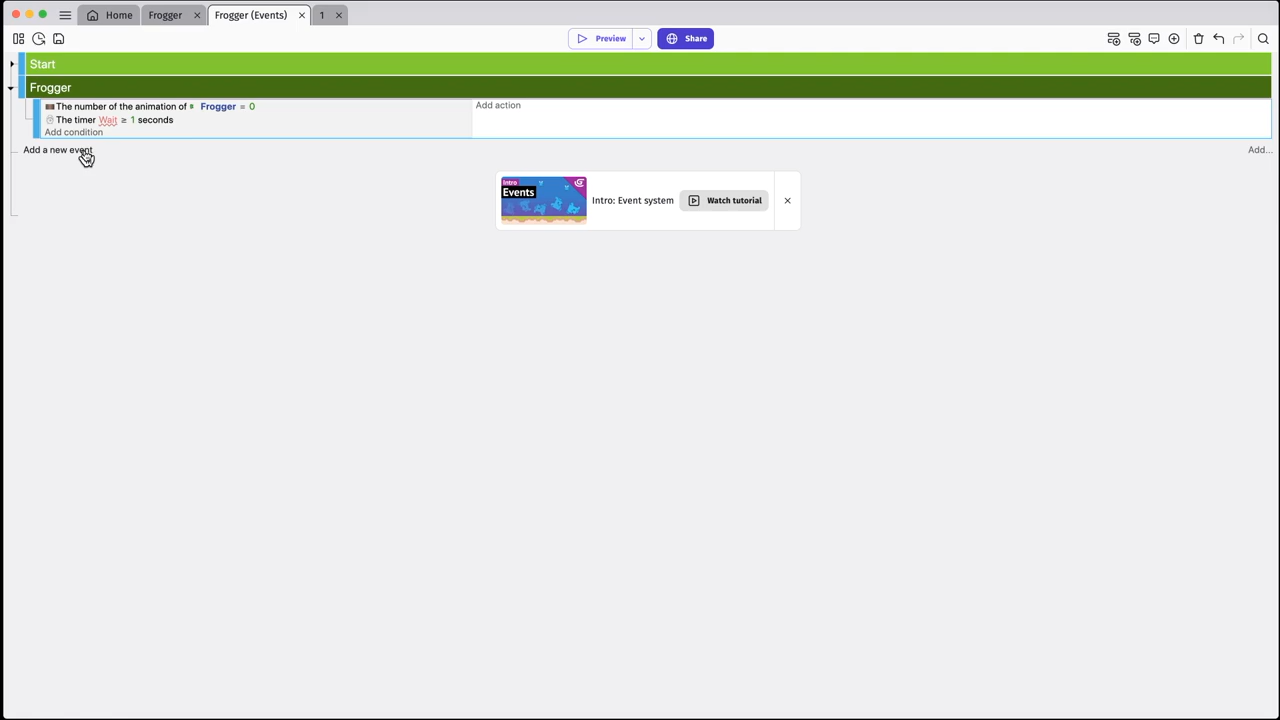 Home
Frogger
Frogger (Events)
1
Preview
Share
Start
Frogger
The number of the animation of Frogger = 0
Add action
The timer Wait ≥ 1 seconds
Add condition
Add a new event
Add...
Intro
Events
Intro: Event system
Watch tutorial